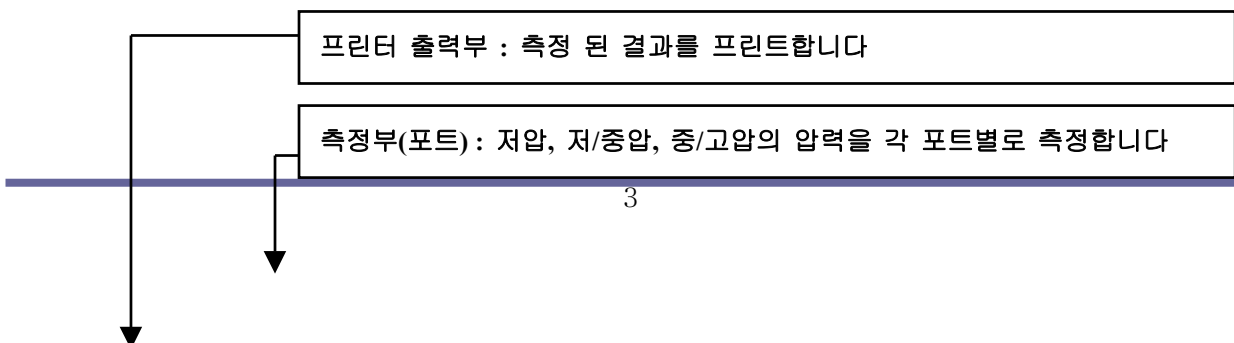 프린터 출력부 : 측정 된 결과를 프린트합니다
측정부(포트) : 저압, 저/중압, 중/고압의 압력을 각 포트별로 측정합니다
3